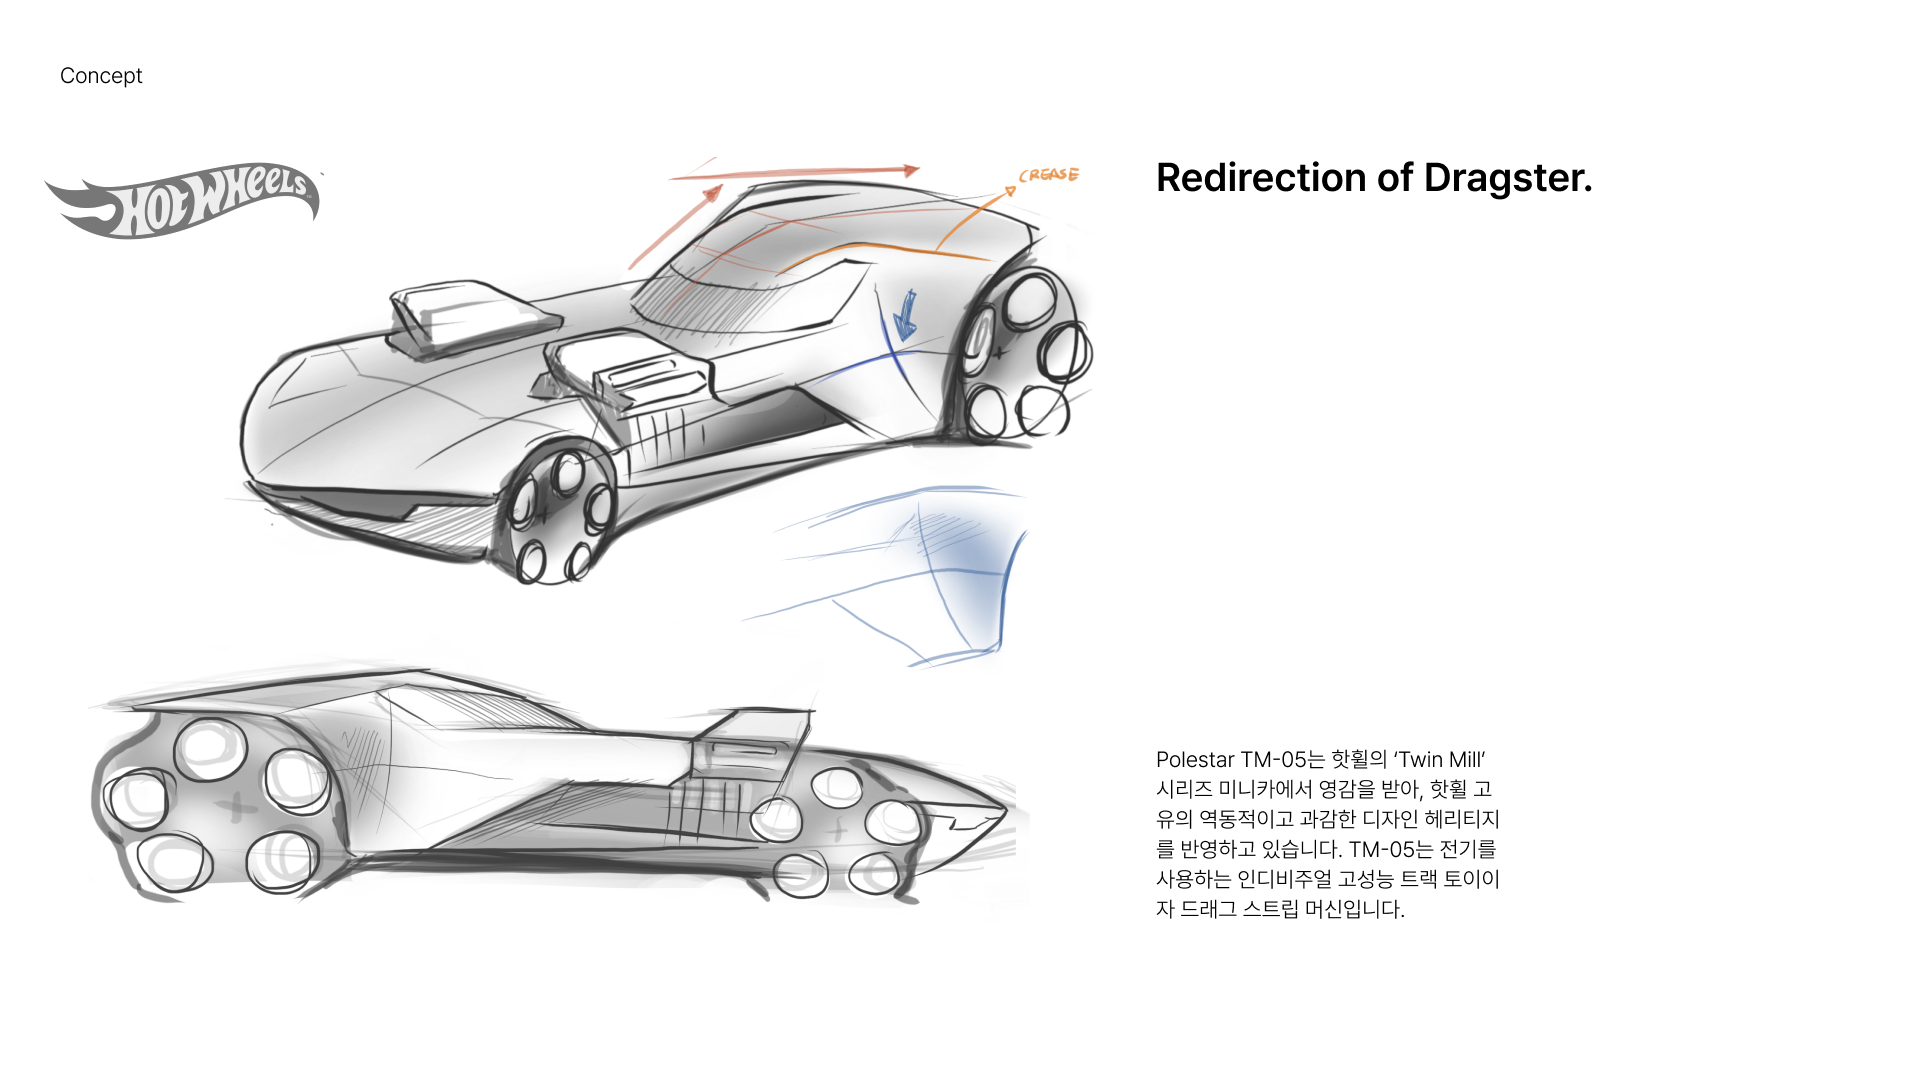 Concept
HOT WHEELS
CREASE
Redirection of Dragster.
Polestar TM-05는 핫휠의 ‘Twin Mill’
시리즈 미니카에서 영감을 받아, 핫휠 고
유의 역동적이고 과감한 디자인 헤리티지
를 반영하고 있습니다. TM-05는 전기를
사용하는 인디비주얼 고성능 트랙 토이이
자 드래그 스트립 머신입니다.